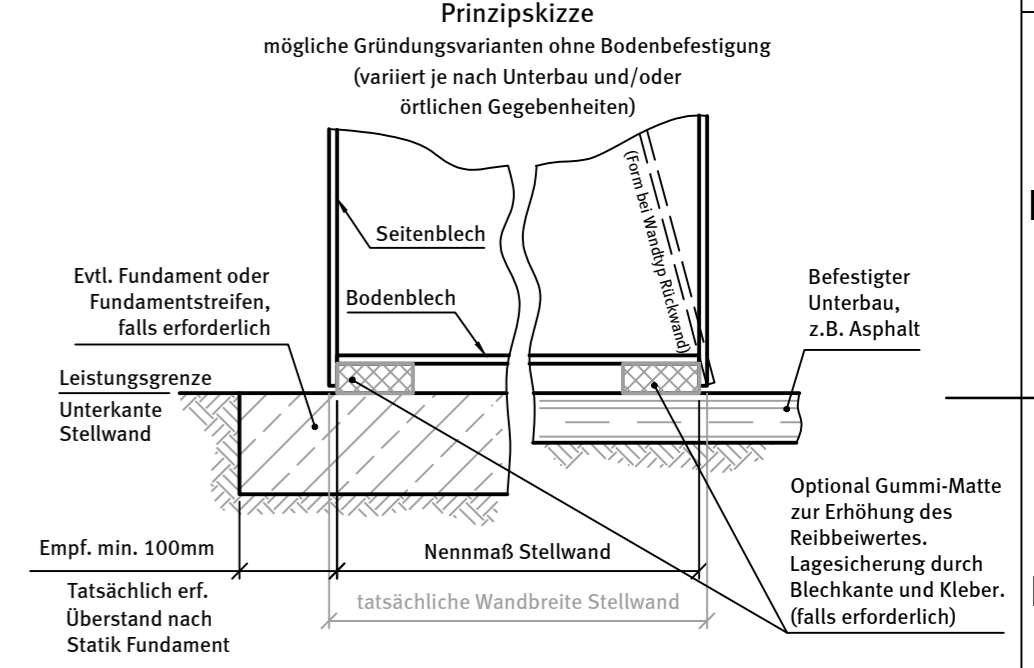 Prinzipskizze
mögliche Gründungsvarianten ohne Bodenbefestigung
(variiert je nach Unterbau und/oder
örtlichen Gegebenheiten)
Seitenblech
(Form bei Wandtyp Rückwand)
Evtl. Fundament oder
Fundamentstreifen,
falls erforderlich
Bodenblech
Befestigter
Unterbau,
z.B. Asphalt
Leistungsgrenze
Unterkante
Stellwand
Optional Gummi-Matte
zur Erhöhung des
Reibbeiwertes.
Lagesicherung durch
Blechkante und Kleber.
(falls erforderlich)
Empf. min. 100mm
Nennmaß Stellwand
Tatsächlich erf.
Überstand nach
Statik Fundament
tatsächliche Wandbreite Stellwand